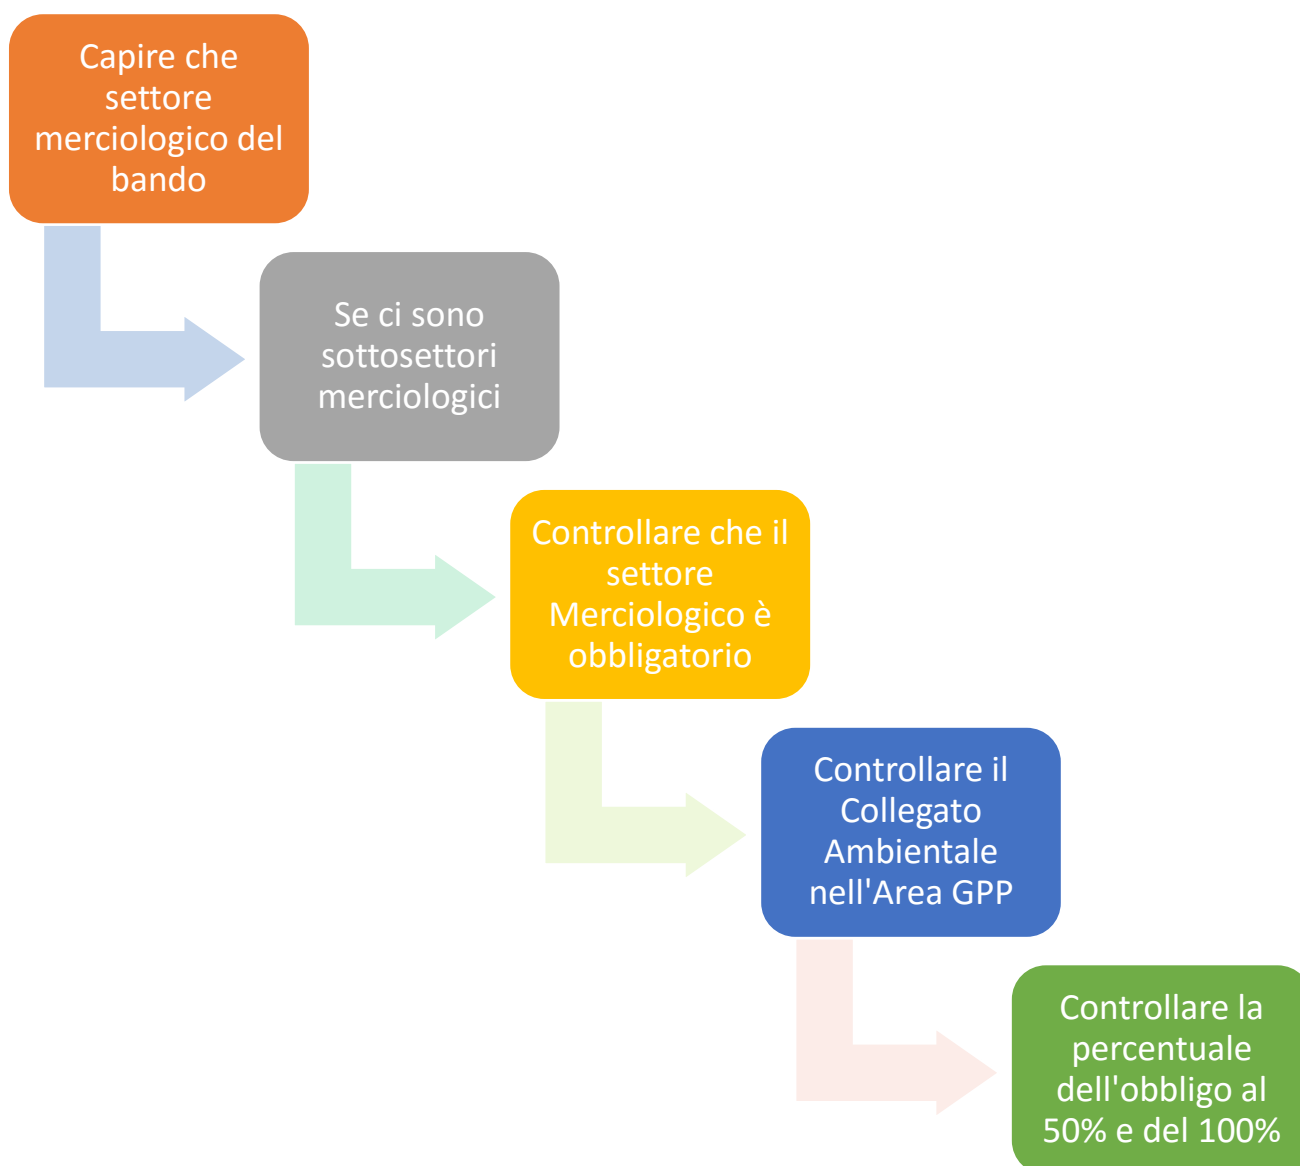 Capire che
settore
merciologico del
bando
Se ci sono
sottosettori
merciologici
Controllare che il
settore
Merciologico è
obbligatorio
Controllare il
Collegato
Ambientale
nell'Area GPP
Controllare la
percentuale
dell'obbligo al
50% e del 100%